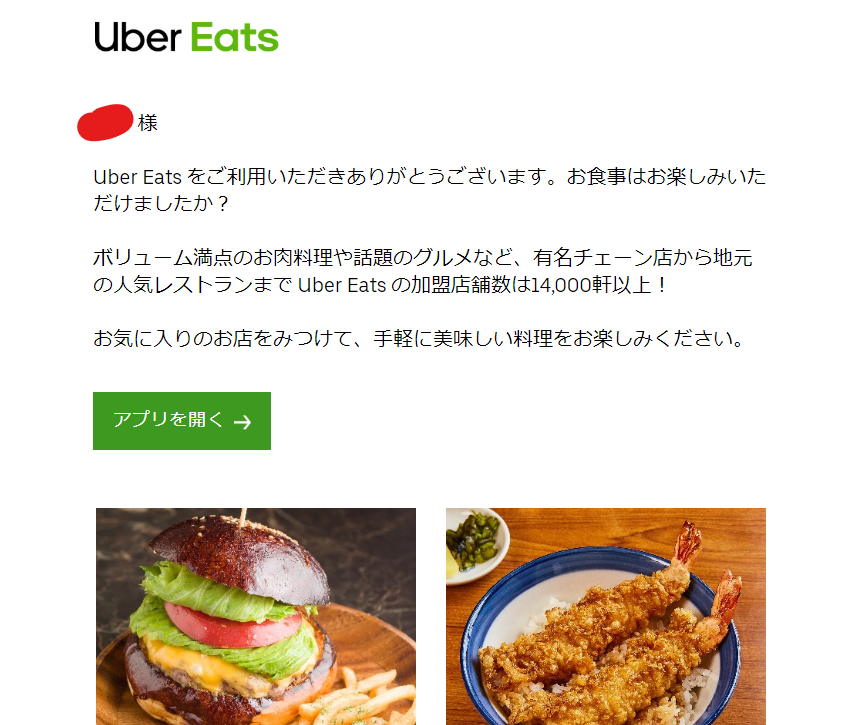 Uber Eats
様
Uber Eats をご利用いただきありがとうございます。お食事はお楽しみいた
だけましたか？
ボリューム満点のお肉料理や話題のグルメなど、有名チェーン店から地元
の人気レストランまで Uber Eats の加盟店舗数は14,000軒以上！
お気に入りのお店をみつけて、手軽に美味しい料理をお楽しみください。
アプリを開く →